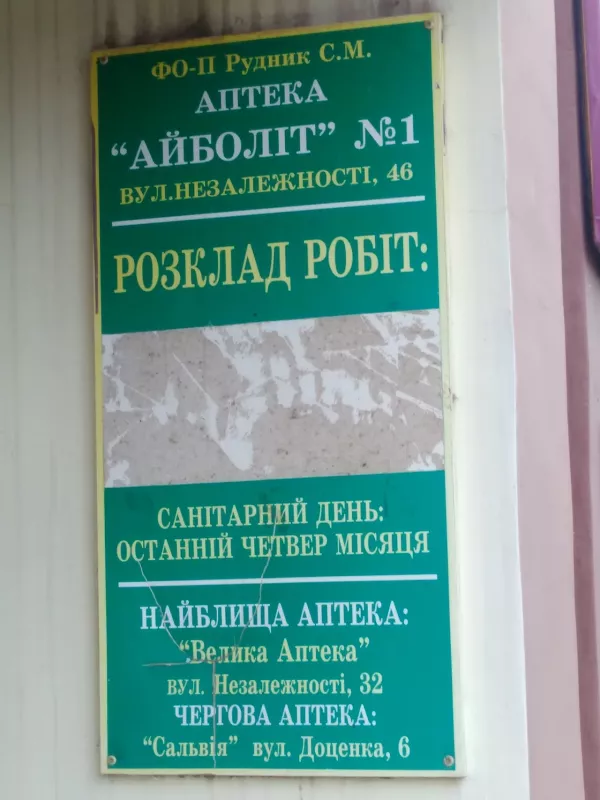 ФО-П Рудник С.М.
АПТЕКА
“АЙБОЛІТ” №1
ВУЛ.НЕЗАЛЕЖНОСТІ, 46
РОЗКЛАД РОБІТ:
САНІТАРНИЙ ДЕНЬ:
ОСТАННІЙ ЧЕТВЕР МІСЯЦЯ
НАЙБЛИЩА АПТЕКА:
“Велика Аптека”
вул. Незалежності, 32
ЧЕРГОВА АПТЕКА:
“Сальвія” вул. Доценка, 6